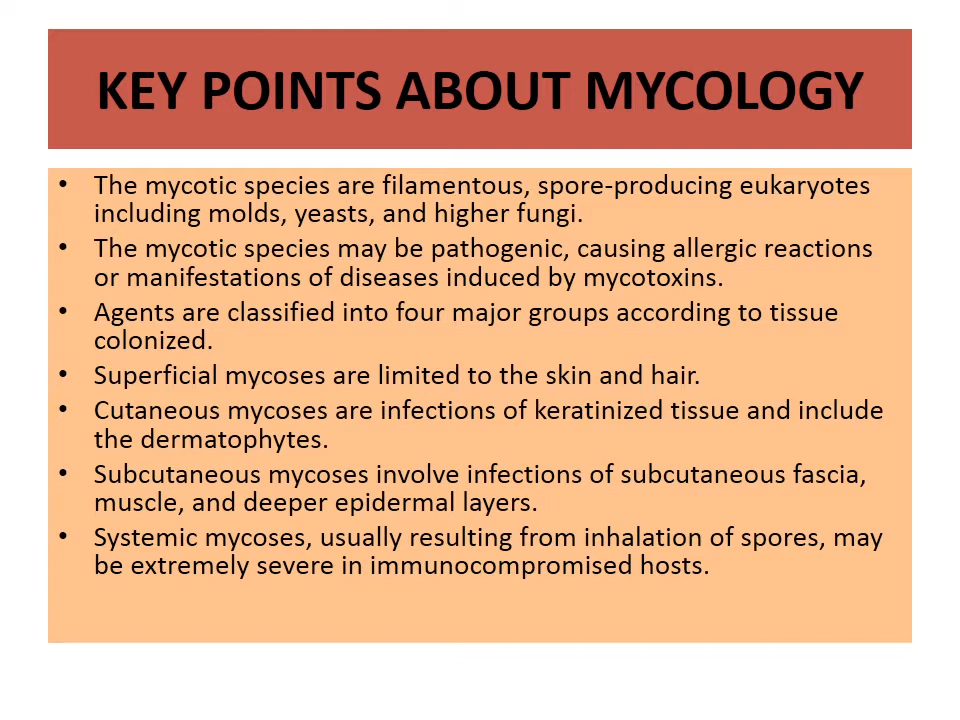 KEY POINTS ABOUT MYCOLOGY
• The mycotic species are filamentous, spore-producing eukaryotes
including molds, yeasts, and higher fungi.
• The mycotic species may be pathogenic, causing allergic reactions
or manifestations of diseases induced by mycotoxins.
• Agents are classified into four major groups according to tissue
colonized.
• Superficial mycoses are limited to the skin and hair.
• Cutaneous mycoses are infections of keratinized tissue and include
the dermatophytes.
• Subcutaneous mycoses involve infections of subcutaneous fascia,
muscle, and deeper epidermal layers.
• Systemic mycoses, usually resulting from inhalation of spores, may
be extremely severe in immunocompromised hosts.